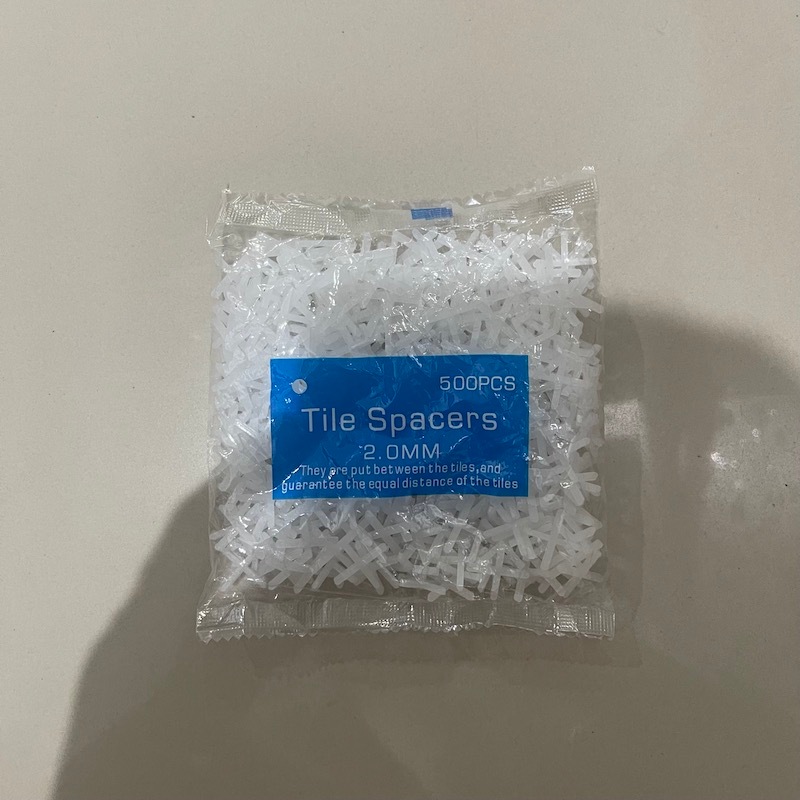 500PCS
Tile Spacers
2.0MM
They are put between the tiles,and
guarantee the equal distance of the tiles